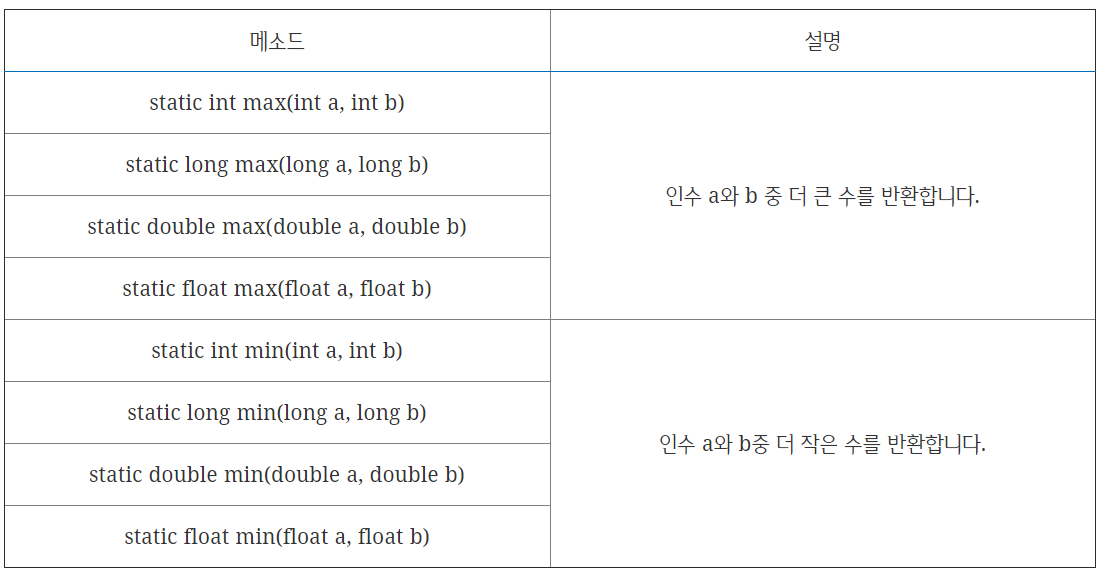 메소드
설명
static int max(int a, int b)
static long max(long a, long b)
static double max(double a, double b)
static float max(float a, float b)
인수 a와 b 중 더 큰 수를 반환합니다.
static int min(int a, int b)
static long min(long a, long b)
static double min(double a, double b)
static float min(float a, float b)
인수 a와 b중 더 작은 수를 반환합니다.